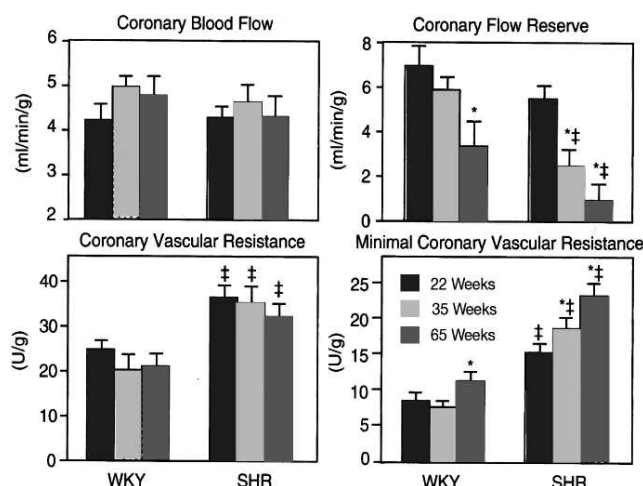 Coronary Blood Flow
6
5
4
3
2
(ml/min/g)
Coronary Flow Reserve
8
6
4
2
0
(ml/min/g)
*
*‡
*‡
Coronary Vascular Resistance
40
30
20
10
0
(U/g)
‡ ‡ ‡
WKY SHR
Minimal Coronary Vascular Resistance
25
20
15
10
5
0
(U/g)
22 Weeks
35 Weeks
65 Weeks
*
‡
*‡
*‡
WKY SHR